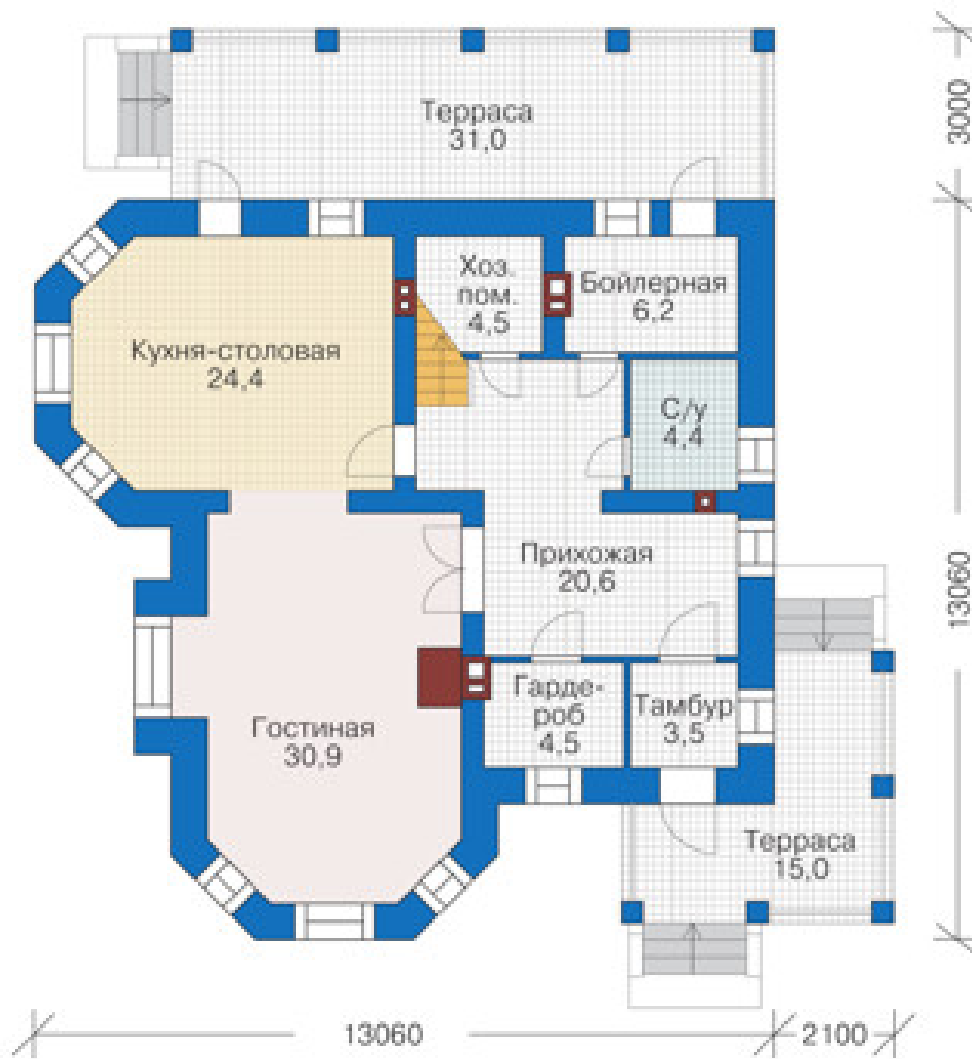 Терраса
31,0
3000
Хоз.
пом.
4,5
Бойлерная
6,2
Кухня-столовая
24,4
С/у
4,4
Прихожая
20,6
13060
Гарде-
роб
4,5
Тамбур
3,5
Гостиная
30,9
Терраса
15,0
13060
2100